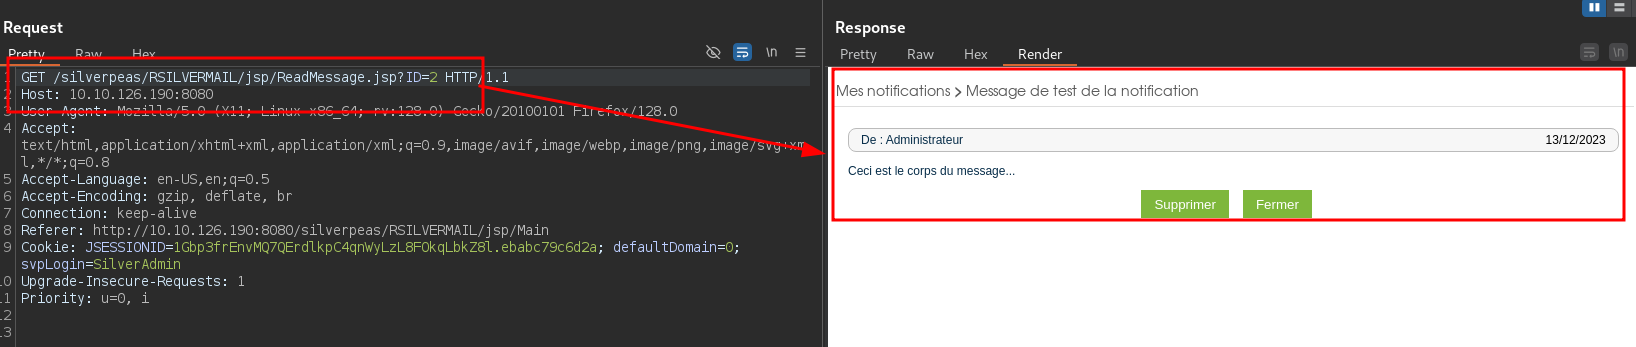 Request
Pretty Raw Hex
\n
1 GET /silverpeas/RSILVERMAIL/jsp/ReadMessage.jsp?ID=2 HTTP/1.1
2 Host: 10.10.126.190:8080
3 User-Agent: Mozilla/5.0 (X11; Linux x86_64; rv:128.0) Gecko/20100101 Firefox/128.0
4 Accept:
text/html,application/xhtml+xml,application/xml;q=0.9,image/avif,image/webp,image/png,image/svg+xm
l,*/*;q=0.8
5 Accept-Language: en-US,en;q=0.5
6 Accept-Encoding: gzip, deflate, br
7 Connection: keep-alive
8 Referer: http://10.10.126.190:8080/silverpeas/RSILVERMAIL/jsp/Main
9 Cookie: JSESSIONID=1Gbp3frEnvMQ7QErdlkpC4qnWyLzL8FOkqLbkZ8l.ebabc79c6d2a; defaultDomain=0;
svpLogin=SilverAdmin
10 Upgrade-Insecure-Requests: 1
11 Priority: u=0, i
12
13
Response
Pretty Raw Hex Render
\n
Mes notifications > Message de test de la notification
De : Administrateur 13/12/2023
Ceci est le corps du message...
Supprimer Fermer